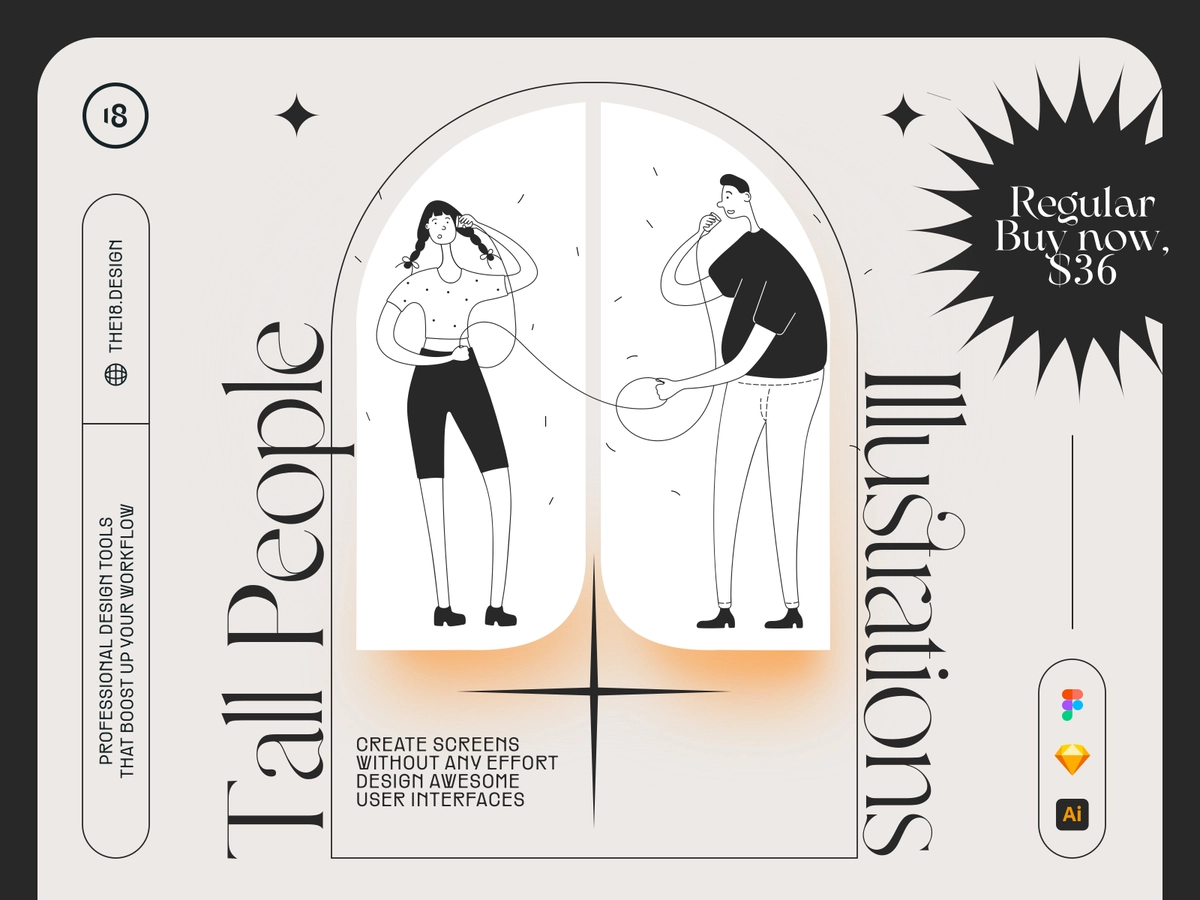 18
THE18.DESIGN
PROFESSIONAL DESIGN TOOLS
THAT BOOST UP YOUR WORKFLOW
Tall People
Illustrations
CREATE SCREENS
WITHOUT ANY EFFORT
DESIGN AWESOME
USER INTERFACES
Regular
Buy now,
$36
Ai